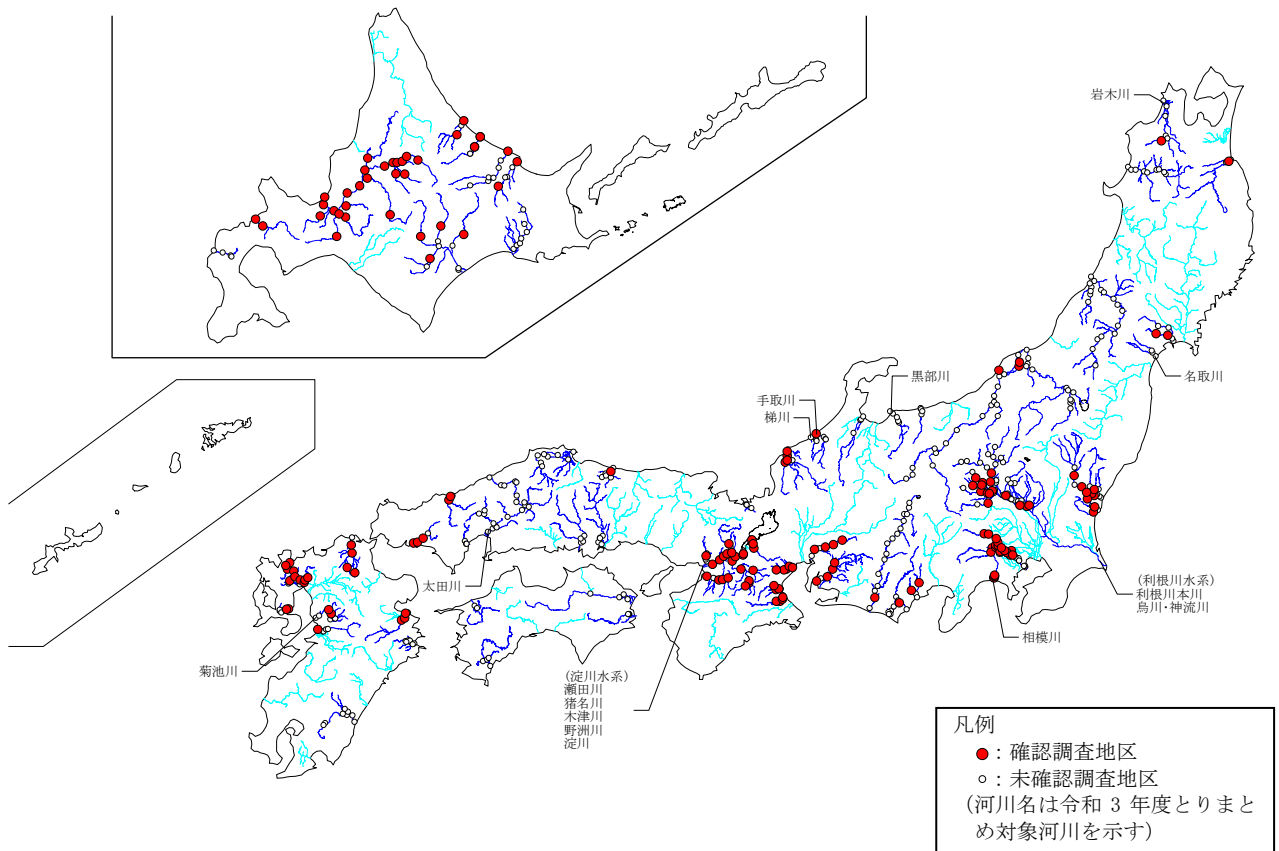 岩木川
名取川
黒部川
手取川
梯川
太田川
(利根川水系)
利根川本川
烏川・神流川
相模川
菊池川
(淀川水系)
瀬田川
猪名川
木津川
野洲川
淀川
凡例
●：確認調査地区
○：未確認調査地区
(河川名は令和 3 年度とりまと
め対象河川を示す)